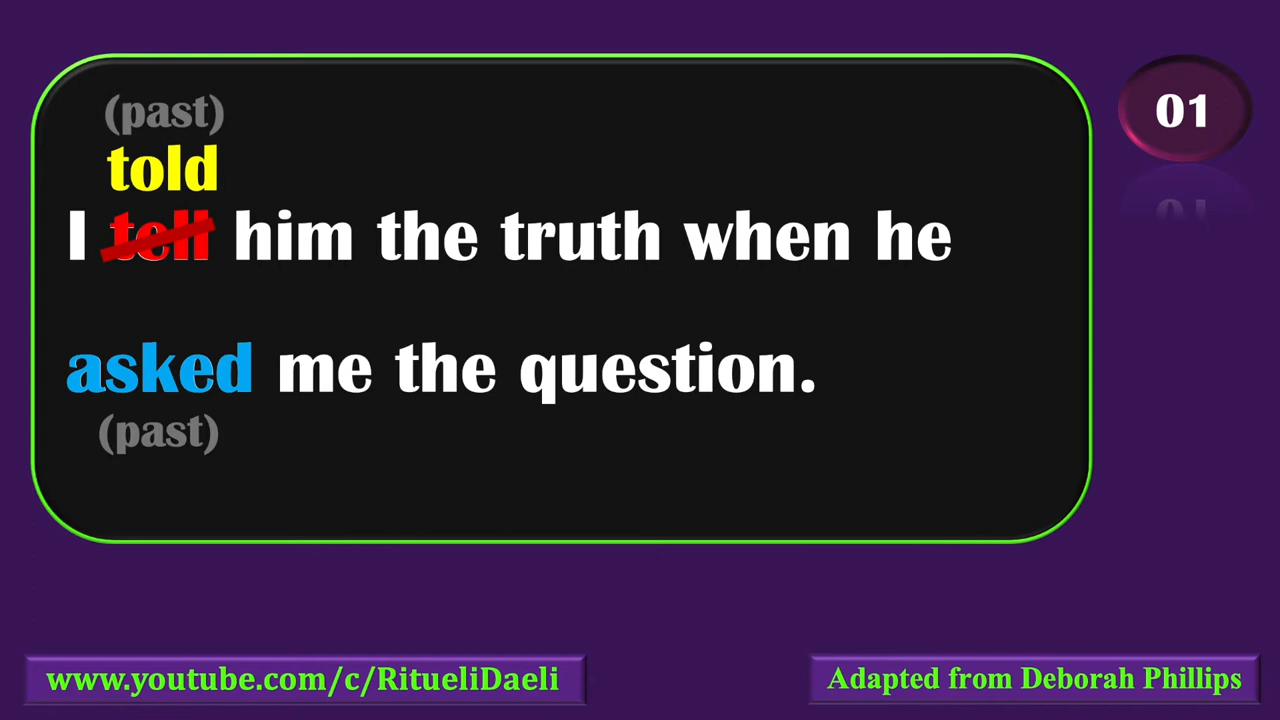 (past)
told
I tell him the truth when he
asked me the question.
(past)
01
www.youtube.com/c/RitueliDaeli
Adapted from Deborah Phillips